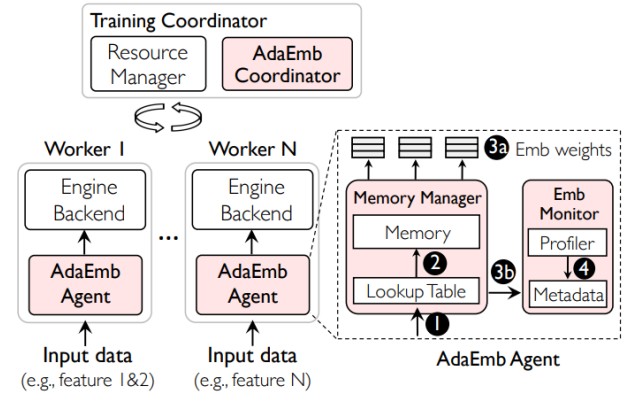 Training Coordinator
Resource
Manager
AdaEmb
Coordinator
Worker 1
Engine
Backend
AdaEmb
Agent
Input data
(e.g., feature 1&2)
...
Worker N
Engine
Backend
AdaEmb
Agent
Input data
(e.g., feature N)
3a Emb weights
Memory Manager
Memory
2
Lookup Table
1
3b
Emb
Monitor
Profiler
4
Metadata
AdaEmb Agent